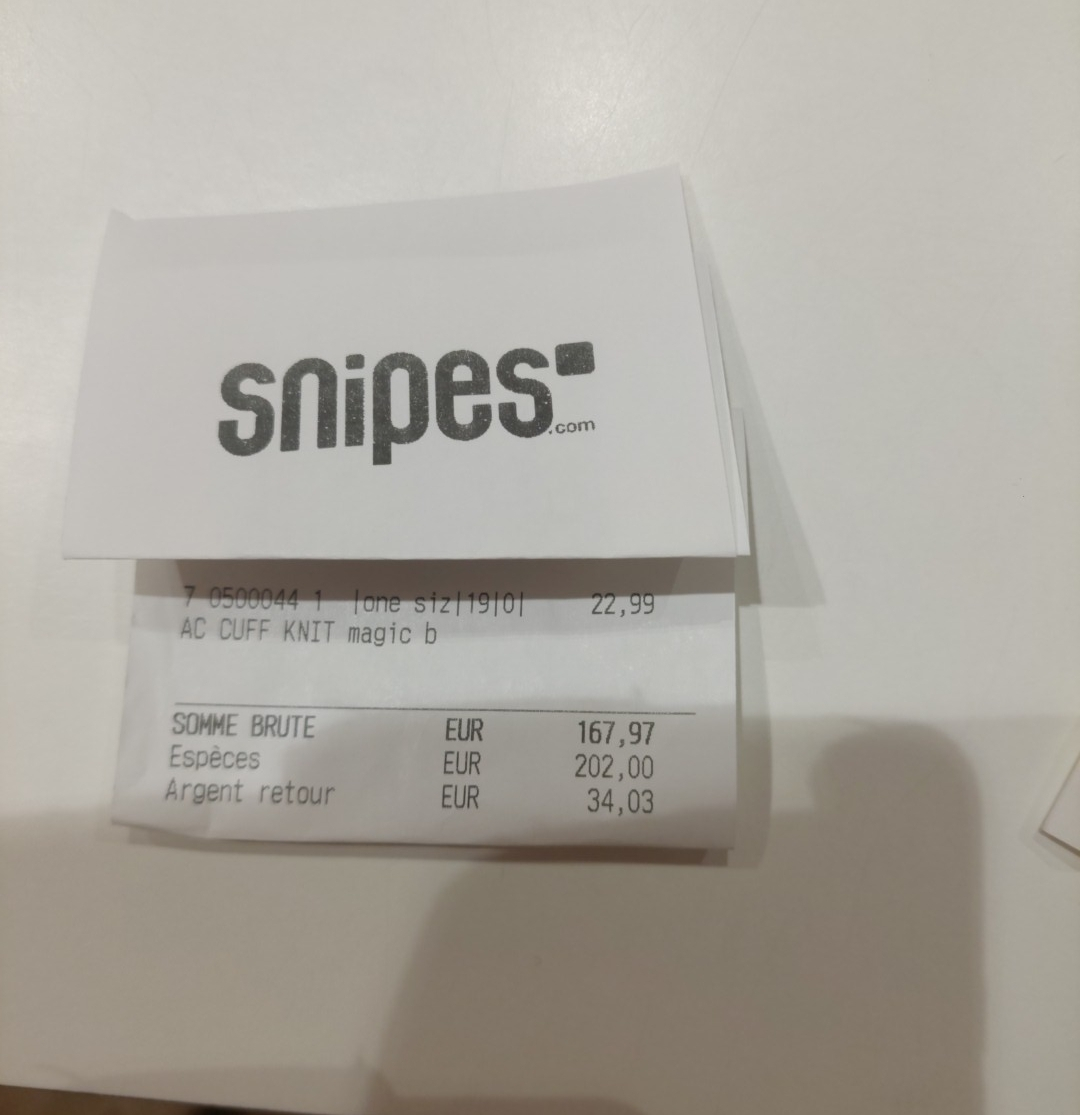 snipes
.com
7 0500044 1 |one siz|19|0| 22,99
AC CUFF KNIT magic b
SOMME BRUTE EUR 167,97
Espèces EUR 202,00
Argent retour EUR 34,03